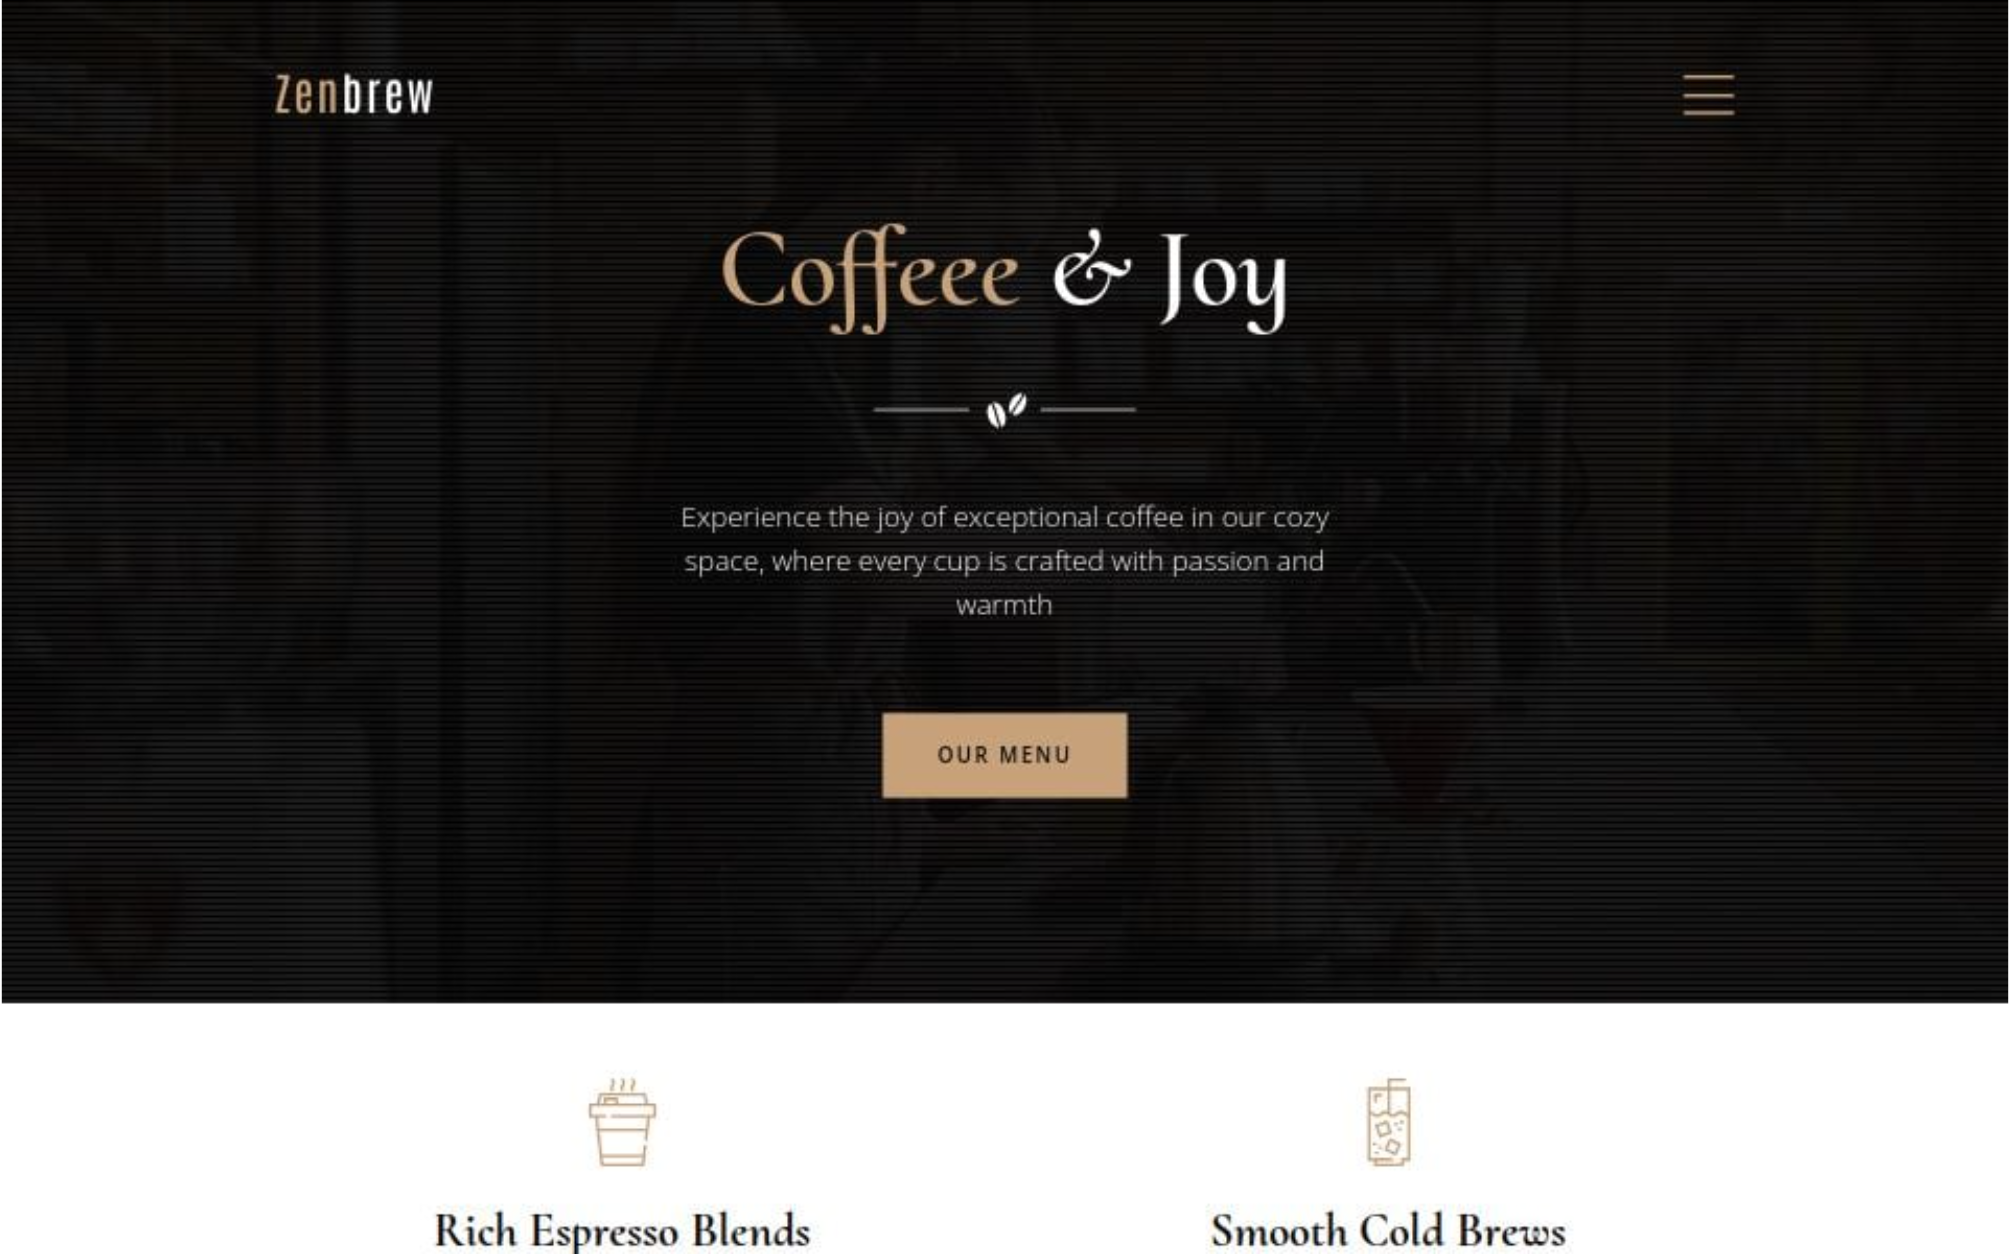 Zenbrew
Coffeee & Joy
Experience the joy of exceptional coffee in our cozy
space, where every cup is crafted with passion and
warmth
OUR MENU
Rich Espresso Blends
Smooth Cold Brews